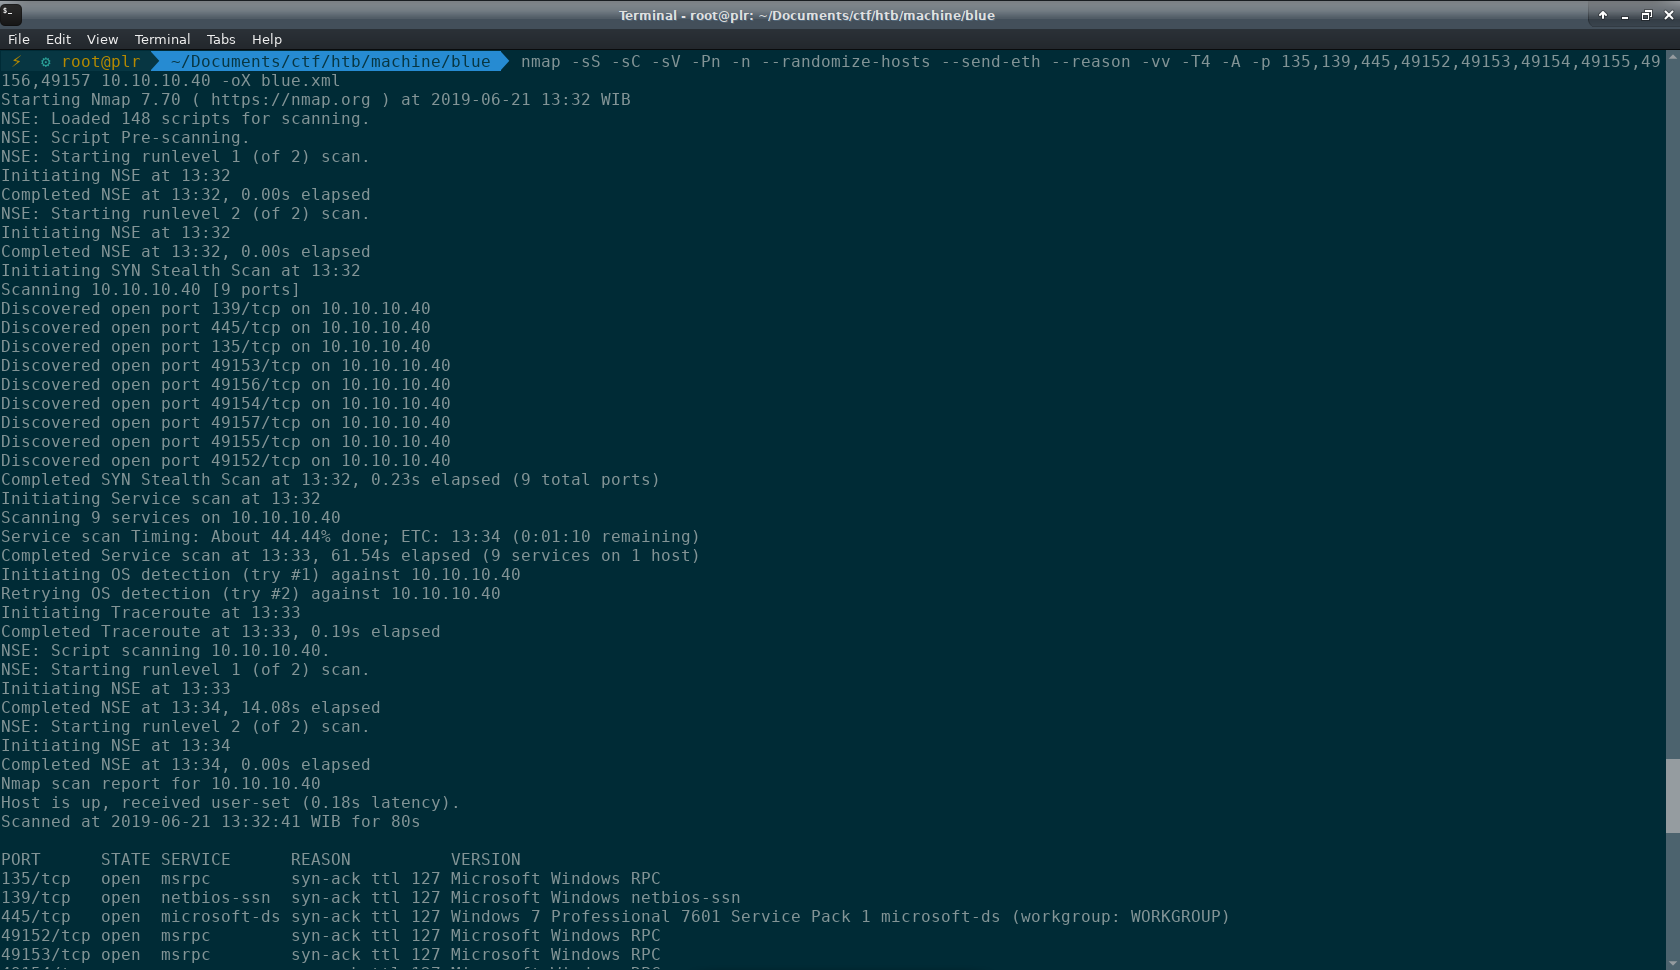 Terminal - root@plr: ~/Documents/ctf/htb/machine/blue
File Edit View Terminal Tabs Help
root@plr ~/Documents/ctf/htb/machine/blue nmap -sS -sC -sV -Pn -n --randomize-hosts --send-eth --reason -vv -T4 -A -p 135,139,445,49152,49153,49154,49155,49
156,49157 10.10.10.40 -oX blue.xml
Starting Nmap 7.70 ( https://nmap.org ) at 2019-06-21 13:32 WIB
NSE: Loaded 148 scripts for scanning.
NSE: Script Pre-scanning.
NSE: Starting runlevel 1 (of 2) scan.
Initiating NSE at 13:32
Completed NSE at 13:32, 0.00s elapsed
NSE: Starting runlevel 2 (of 2) scan.
Initiating NSE at 13:32
Completed NSE at 13:32, 0.00s elapsed
Initiating SYN Stealth Scan at 13:32
Scanning 10.10.10.40 [9 ports]
Discovered open port 139/tcp on 10.10.10.40
Discovered open port 445/tcp on 10.10.10.40
Discovered open port 135/tcp on 10.10.10.40
Discovered open port 49153/tcp on 10.10.10.40
Discovered open port 49156/tcp on 10.10.10.40
Discovered open port 49154/tcp on 10.10.10.40
Discovered open port 49157/tcp on 10.10.10.40
Discovered open port 49155/tcp on 10.10.10.40
Discovered open port 49152/tcp on 10.10.10.40
Completed SYN Stealth Scan at 13:32, 0.23s elapsed (9 total ports)
Initiating Service scan at 13:32
Scanning 9 services on 10.10.10.40
Service scan Timing: About 44.44% done; ETC: 13:34 (0:01:10 remaining)
Completed Service scan at 13:33, 61.54s elapsed (9 services on 1 host)
Initiating OS detection (try #1) against 10.10.10.40
Retrying OS detection (try #2) against 10.10.10.40
Initiating Traceroute at 13:33
Completed Traceroute at 13:33, 0.19s elapsed
NSE: Script scanning 10.10.10.40.
NSE: Starting runlevel 1 (of 2) scan.
Initiating NSE at 13:33
Completed NSE at 13:34, 14.08s elapsed
NSE: Starting runlevel 2 (of 2) scan.
Initiating NSE at 13:34
Completed NSE at 13:34, 0.00s elapsed
Nmap scan report for 10.10.10.40
Host is up, received user-set (0.18s latency).
Scanned at 2019-06-21 13:32:41 WIB for 80s
PORT STATE SERVICE REASON VERSION
135/tcp open msrpc syn-ack ttl 127 Microsoft Windows RPC
139/tcp open netbios-ssn syn-ack ttl 127 Microsoft Windows netbios-ssn
445/tcp open microsoft-ds syn-ack ttl 127 Windows 7 Professional 7601 Service Pack 1 microsoft-ds (workgroup: WORKGROUP)
49152/tcp open msrpc syn-ack ttl 127 Microsoft Windows RPC
49153/tcp open msrpc syn-ack ttl 127 Microsoft Windows RPC